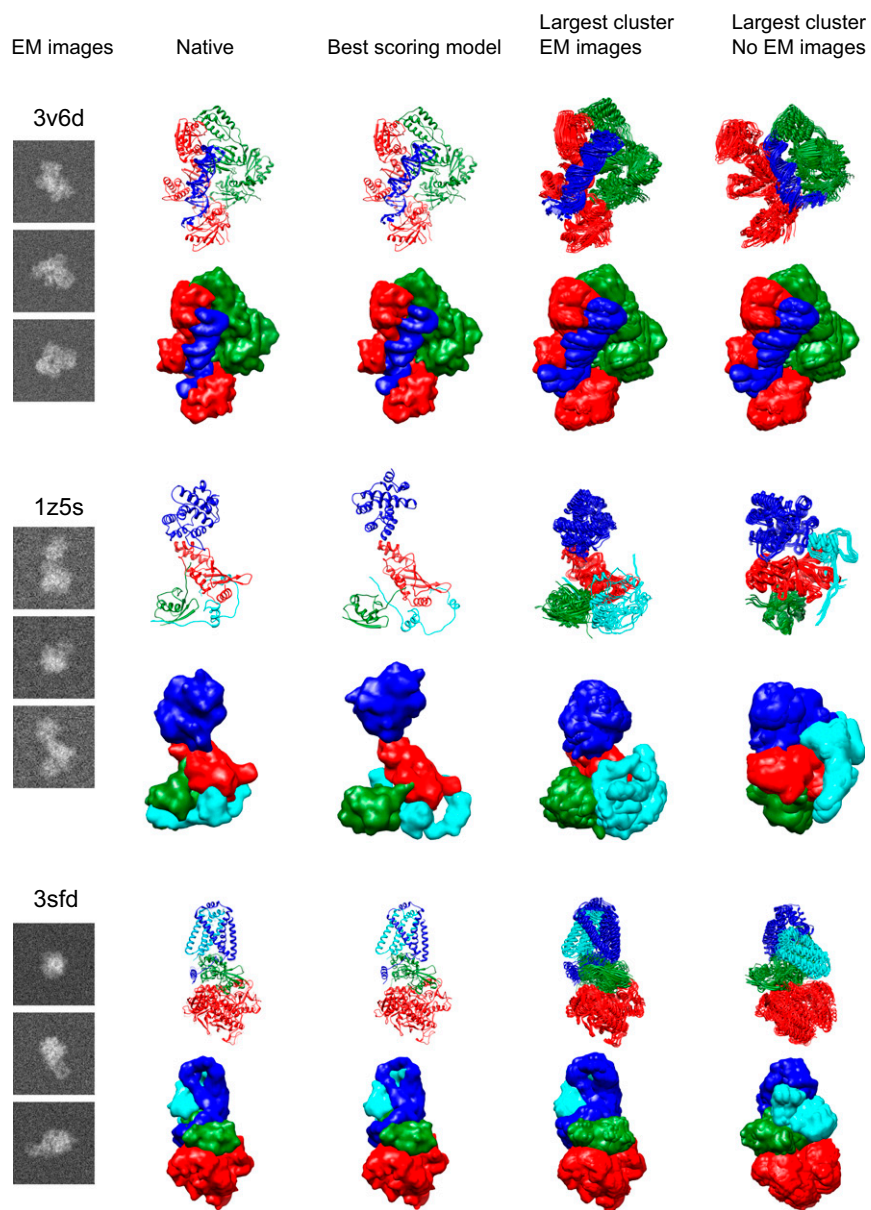 EM images
Native
Best scoring model
Largest cluster
EM images
Largest cluster
No EM images
3v6d
1z5s
3sfd